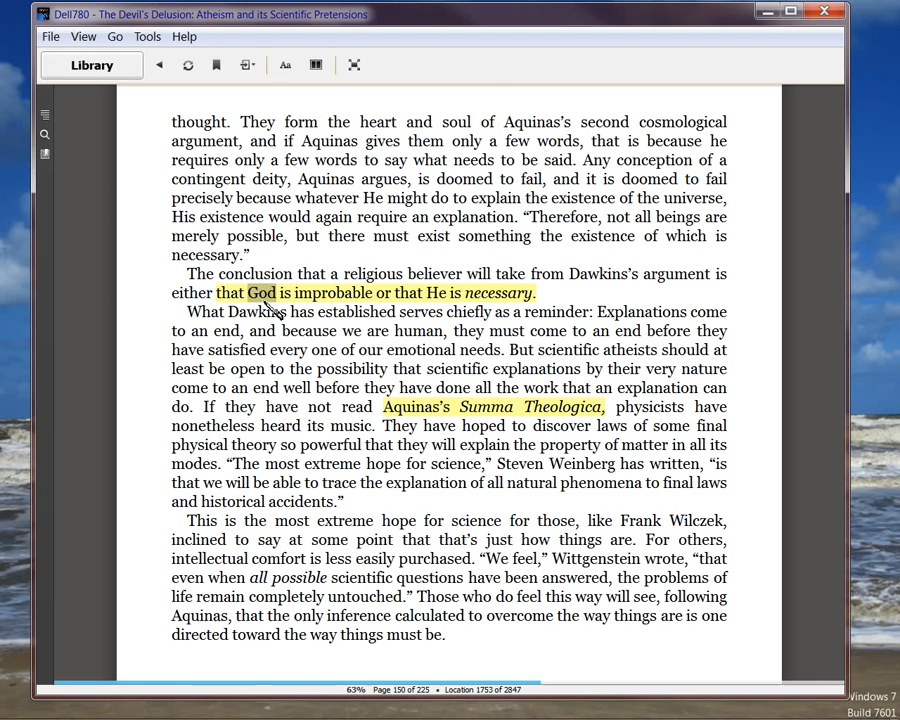 Dell780 - The Devil's Delusion: Atheism and its Scientific Pretensions
File View Go Tools Help
Library Aa
thought. They form the heart and soul of Aquinas’s second cosmological
argument, and if Aquinas gives them only a few words, that is because he
requires only a few words to say what needs to be said. Any conception of a
contingent deity, Aquinas argues, is doomed to fail, and it is doomed to fail
precisely because whatever He might do to explain the existence of the universe,
His existence would again require an explanation. “Therefore, not all beings are
merely possible, but there must exist something the existence of which is
necessary.”
The conclusion that a religious believer will take from Dawkins’s argument is
either that God is improbable or that He is necessary.
What Dawkins has established serves chiefly as a reminder: Explanations come
to an end, and because we are human, they must come to an end before they
have satisfied every one of our emotional needs. But scientific atheists should at
least be open to the possibility that scientific explanations by their very nature
come to an end well before they have done all the work that an explanation can
do. If they have not read Aquinas’s Summa Theologica, physicists have
nonetheless heard its music. They have hoped to discover laws of some final
physical theory so powerful that they will explain the property of matter in all its
modes. “The most extreme hope for science,” Steven Weinberg has written, “is
that we will be able to trace the explanation of all natural phenomena to final laws
and historical accidents.”
This is the most extreme hope for science for those, like Frank Wilczek,
inclined to say at some point that that’s just how things are. For others,
intellectual comfort is less easily purchased. “We feel,” Wittgenstein wrote, “that
even when all possible scientific questions have been answered, the problems of
life remain completely untouched.” Those who do feel this way will see, following
Aquinas, that the only inference calculated to overcome the way things are is one
directed toward the way things must be.
63% Page 150 of 225 • Location 1753 of 2847
Windows 7
Build 7601